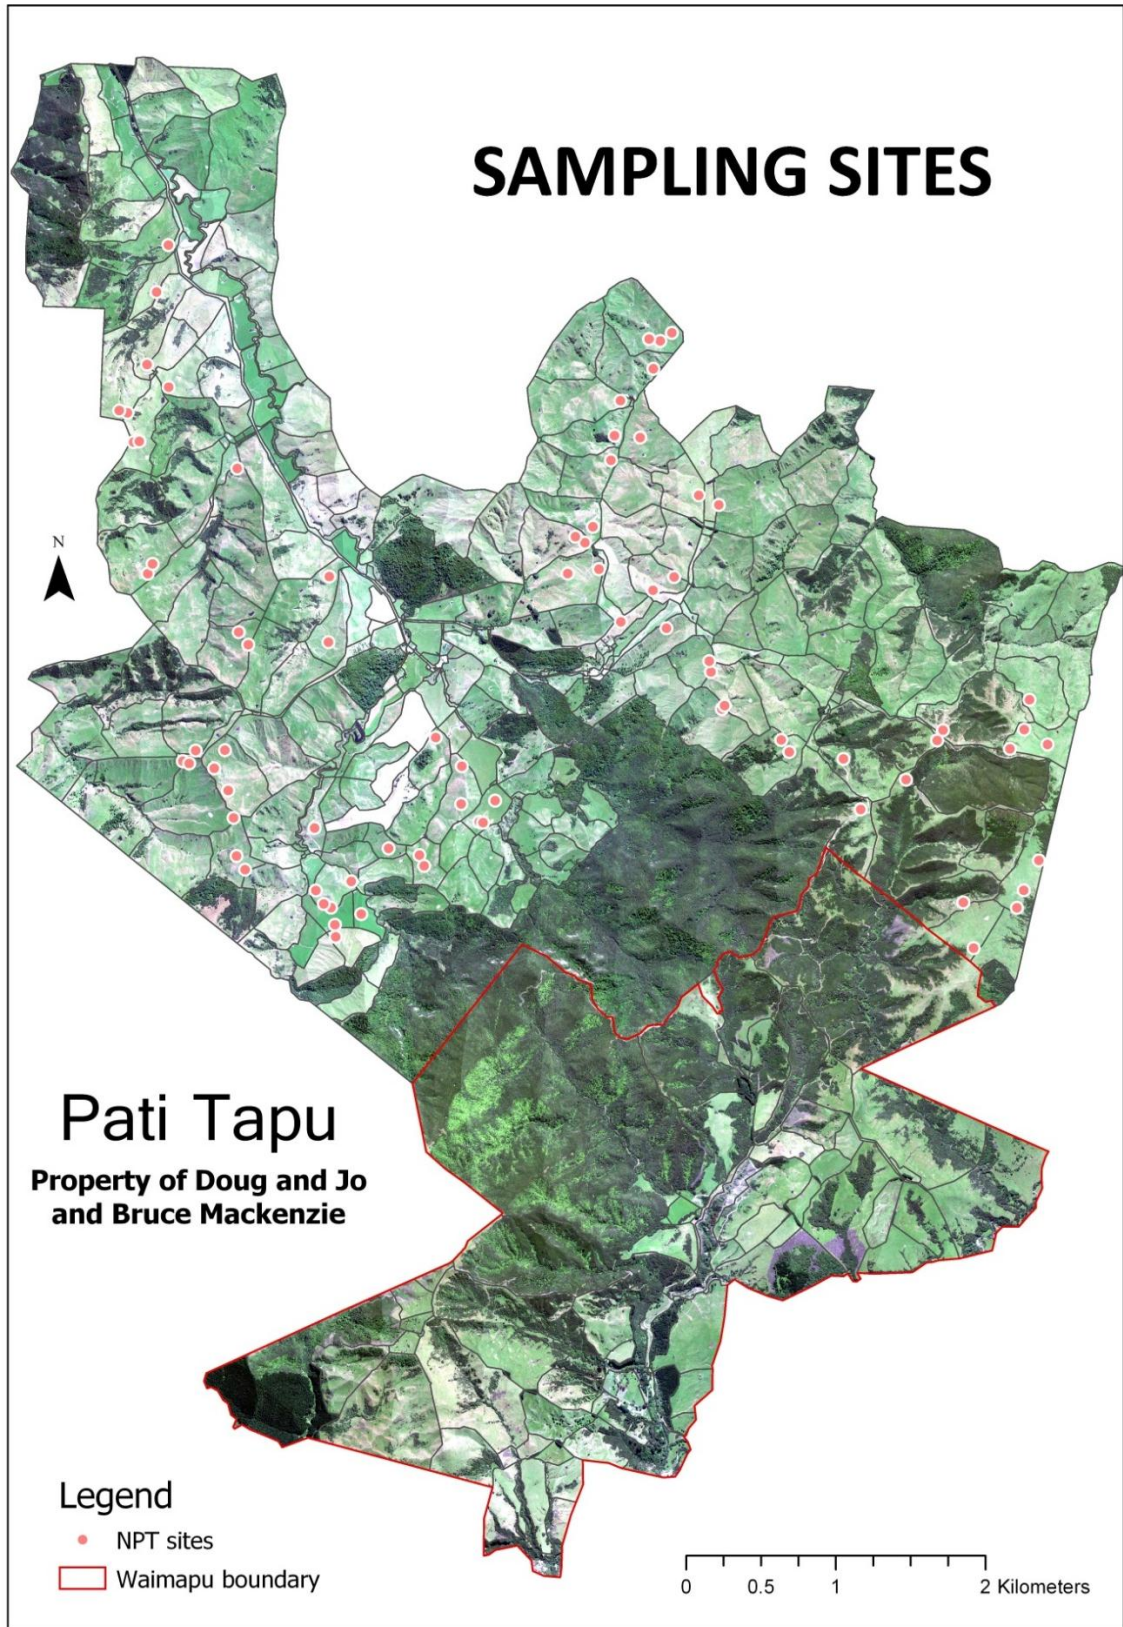 SAMPLING SITES
N
Pati Tapu
Property of Doug and Jo
and Bruce Mackenzie
Legend
NPT sites
Waimapu boundary
0 0.5 1 2 Kilometers